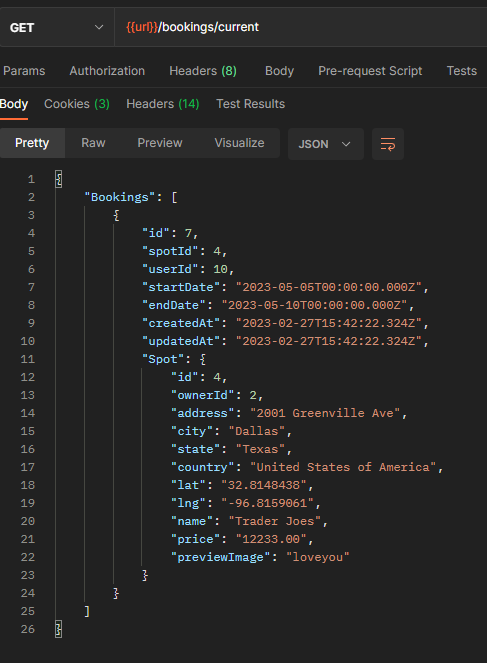 GET {{url}}/bookings/current
Params Authorization Headers (8) Body Pre-request Script Tests
Body Cookies (3) Headers (14) Test Results
Pretty Raw Preview Visualize JSON
1 {
2 "Bookings": [
3 {
4 "id": 7,
5 "spotId": 4,
6 "userId": 10,
7 "startDate": "2023-05-05T00:00:00.000Z",
8 "endDate": "2023-05-10T00:00:00.000Z",
9 "createdAt": "2023-02-27T15:42:22.324Z",
10 "updatedAt": "2023-02-27T15:42:22.324Z",
11 "Spot": {
12 "id": 4,
13 "ownerId": 2,
14 "address": "2001 Greenville Ave",
15 "city": "Dallas",
16 "state": "Texas",
17 "country": "United States of America",
18 "lat": "32.8148438",
19 "lng": "-96.8159061",
20 "name": "Trader Joes",
21 "price": "12233.00",
22 "previewImage": "loveyou"
23 }
24 }
25 ]
26 }